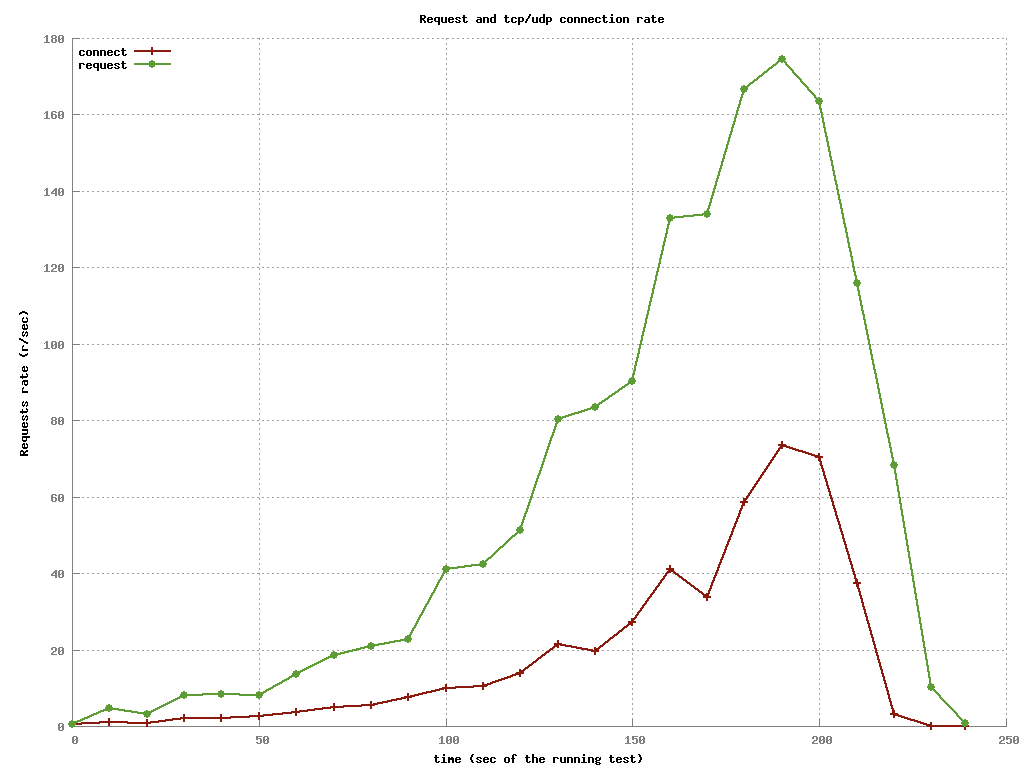 Request and tcp/udp connection rate
180
connect
request
160
140
120
100
80
60
40
20
0
Requests rate (r/sec)
0 50 100 150 200 250
time (sec of the running test)